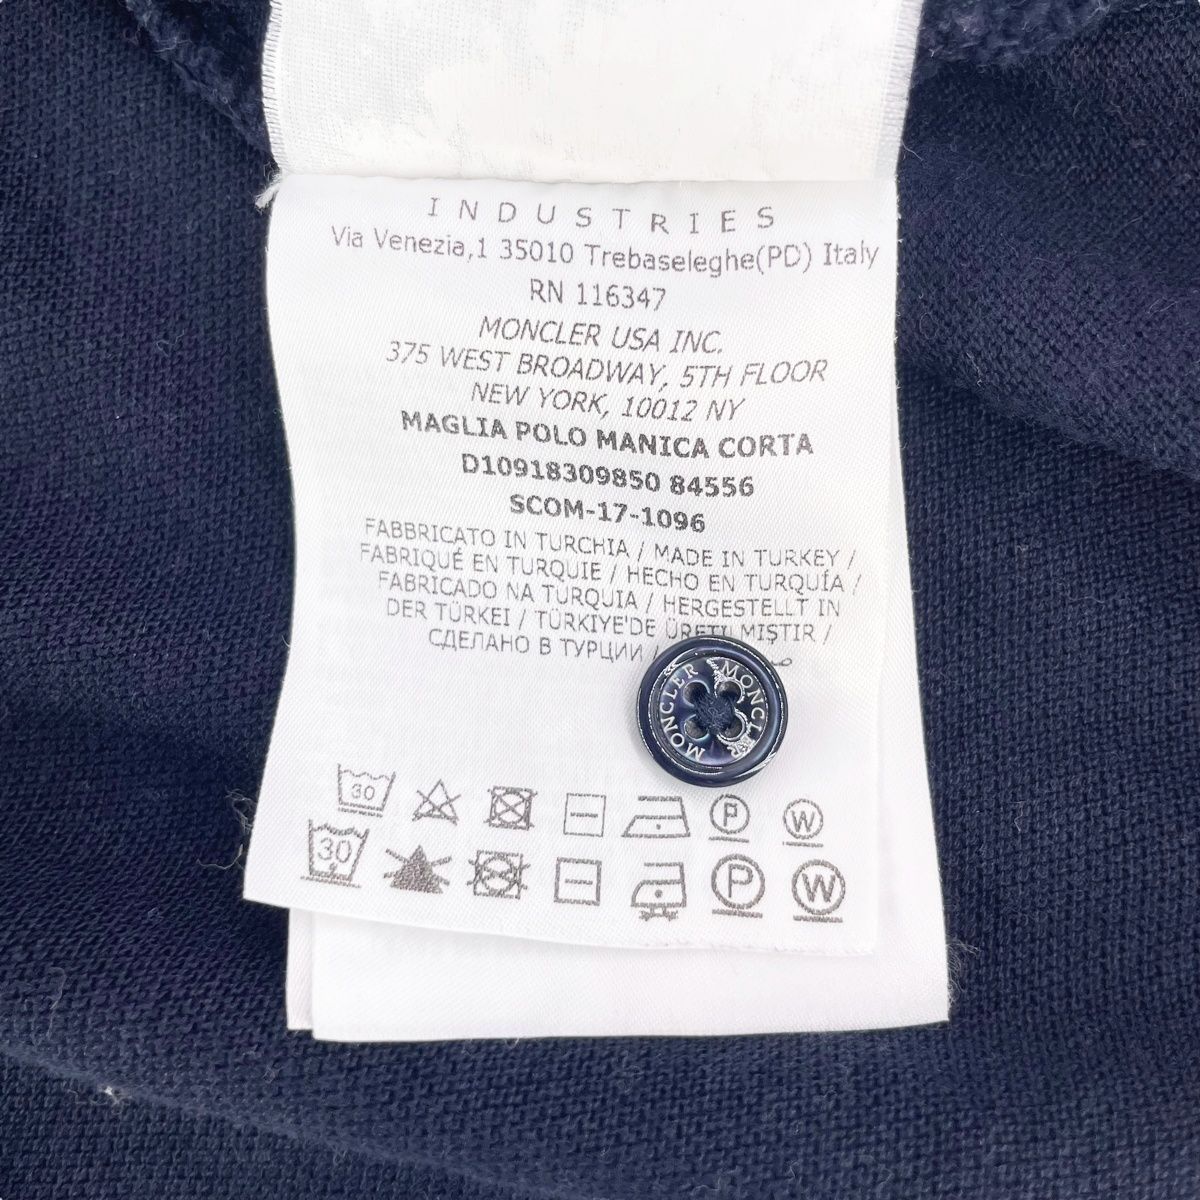 INDUSTRIES
Via Venezia,1 35010 Trebaseleghe(PD) Italy
RN 116347
MONCLER USA INC.
375 WEST BROADWAY, 5TH FLOOR
NEW YORK, 10012 NY
MAGLIA POLO MANICA CORTA
D10918309850 84556
SCOM-17-1096
FABBRICATO IN TURCHIA / MADE IN TURKEY /
FABRIQUÉ EN TURQUIE / HECHO EN TURQUÍA /
FABRICADO NA TURQUIA / HERGESTELLT IN
DER TÜRKEI / TÜRKIYE'DE ÜRETILMIŞTIR /
СДЕЛАНО В ТУРЦИИ /
MONCLER MONCLER
30 P W
30 P W